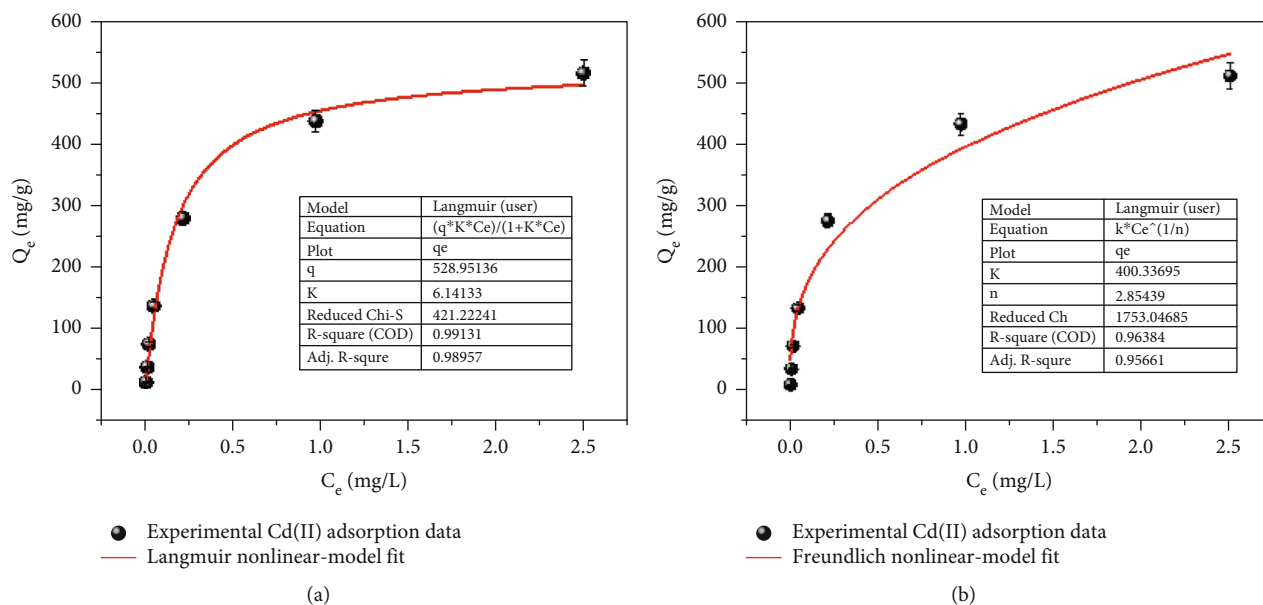 600
500
400
300
200
100
0
Q_e (mg/g)
0.0 0.5 1.0 1.5 2.0 2.5
C_e (mg/L)
Model Langmuir (user)
Equation (q*K*Ce)/(1+K*Ce)
Plot qe
q 528.95136
K 6.14133
Reduced Chi-S 421.22241
R-square (COD) 0.99131
Adj. R-squre 0.98957
Experimental Cd(II) adsorption data
Langmuir nonlinear-model fit
(a)
600
500
400
300
200
100
0
Q_e (mg/g)
0.0 0.5 1.0 1.5 2.0 2.5
C_e (mg/L)
Model Langmuir (user)
Equation k*Ce^(1/n)
Plot qe
K 400.33695
n 2.85439
Reduced Ch 1753.04685
R-square (COD) 0.96384
Adj. R-squre 0.95661
Experimental Cd(II) adsorption data
Freundlich nonlinear-model fit
(b)